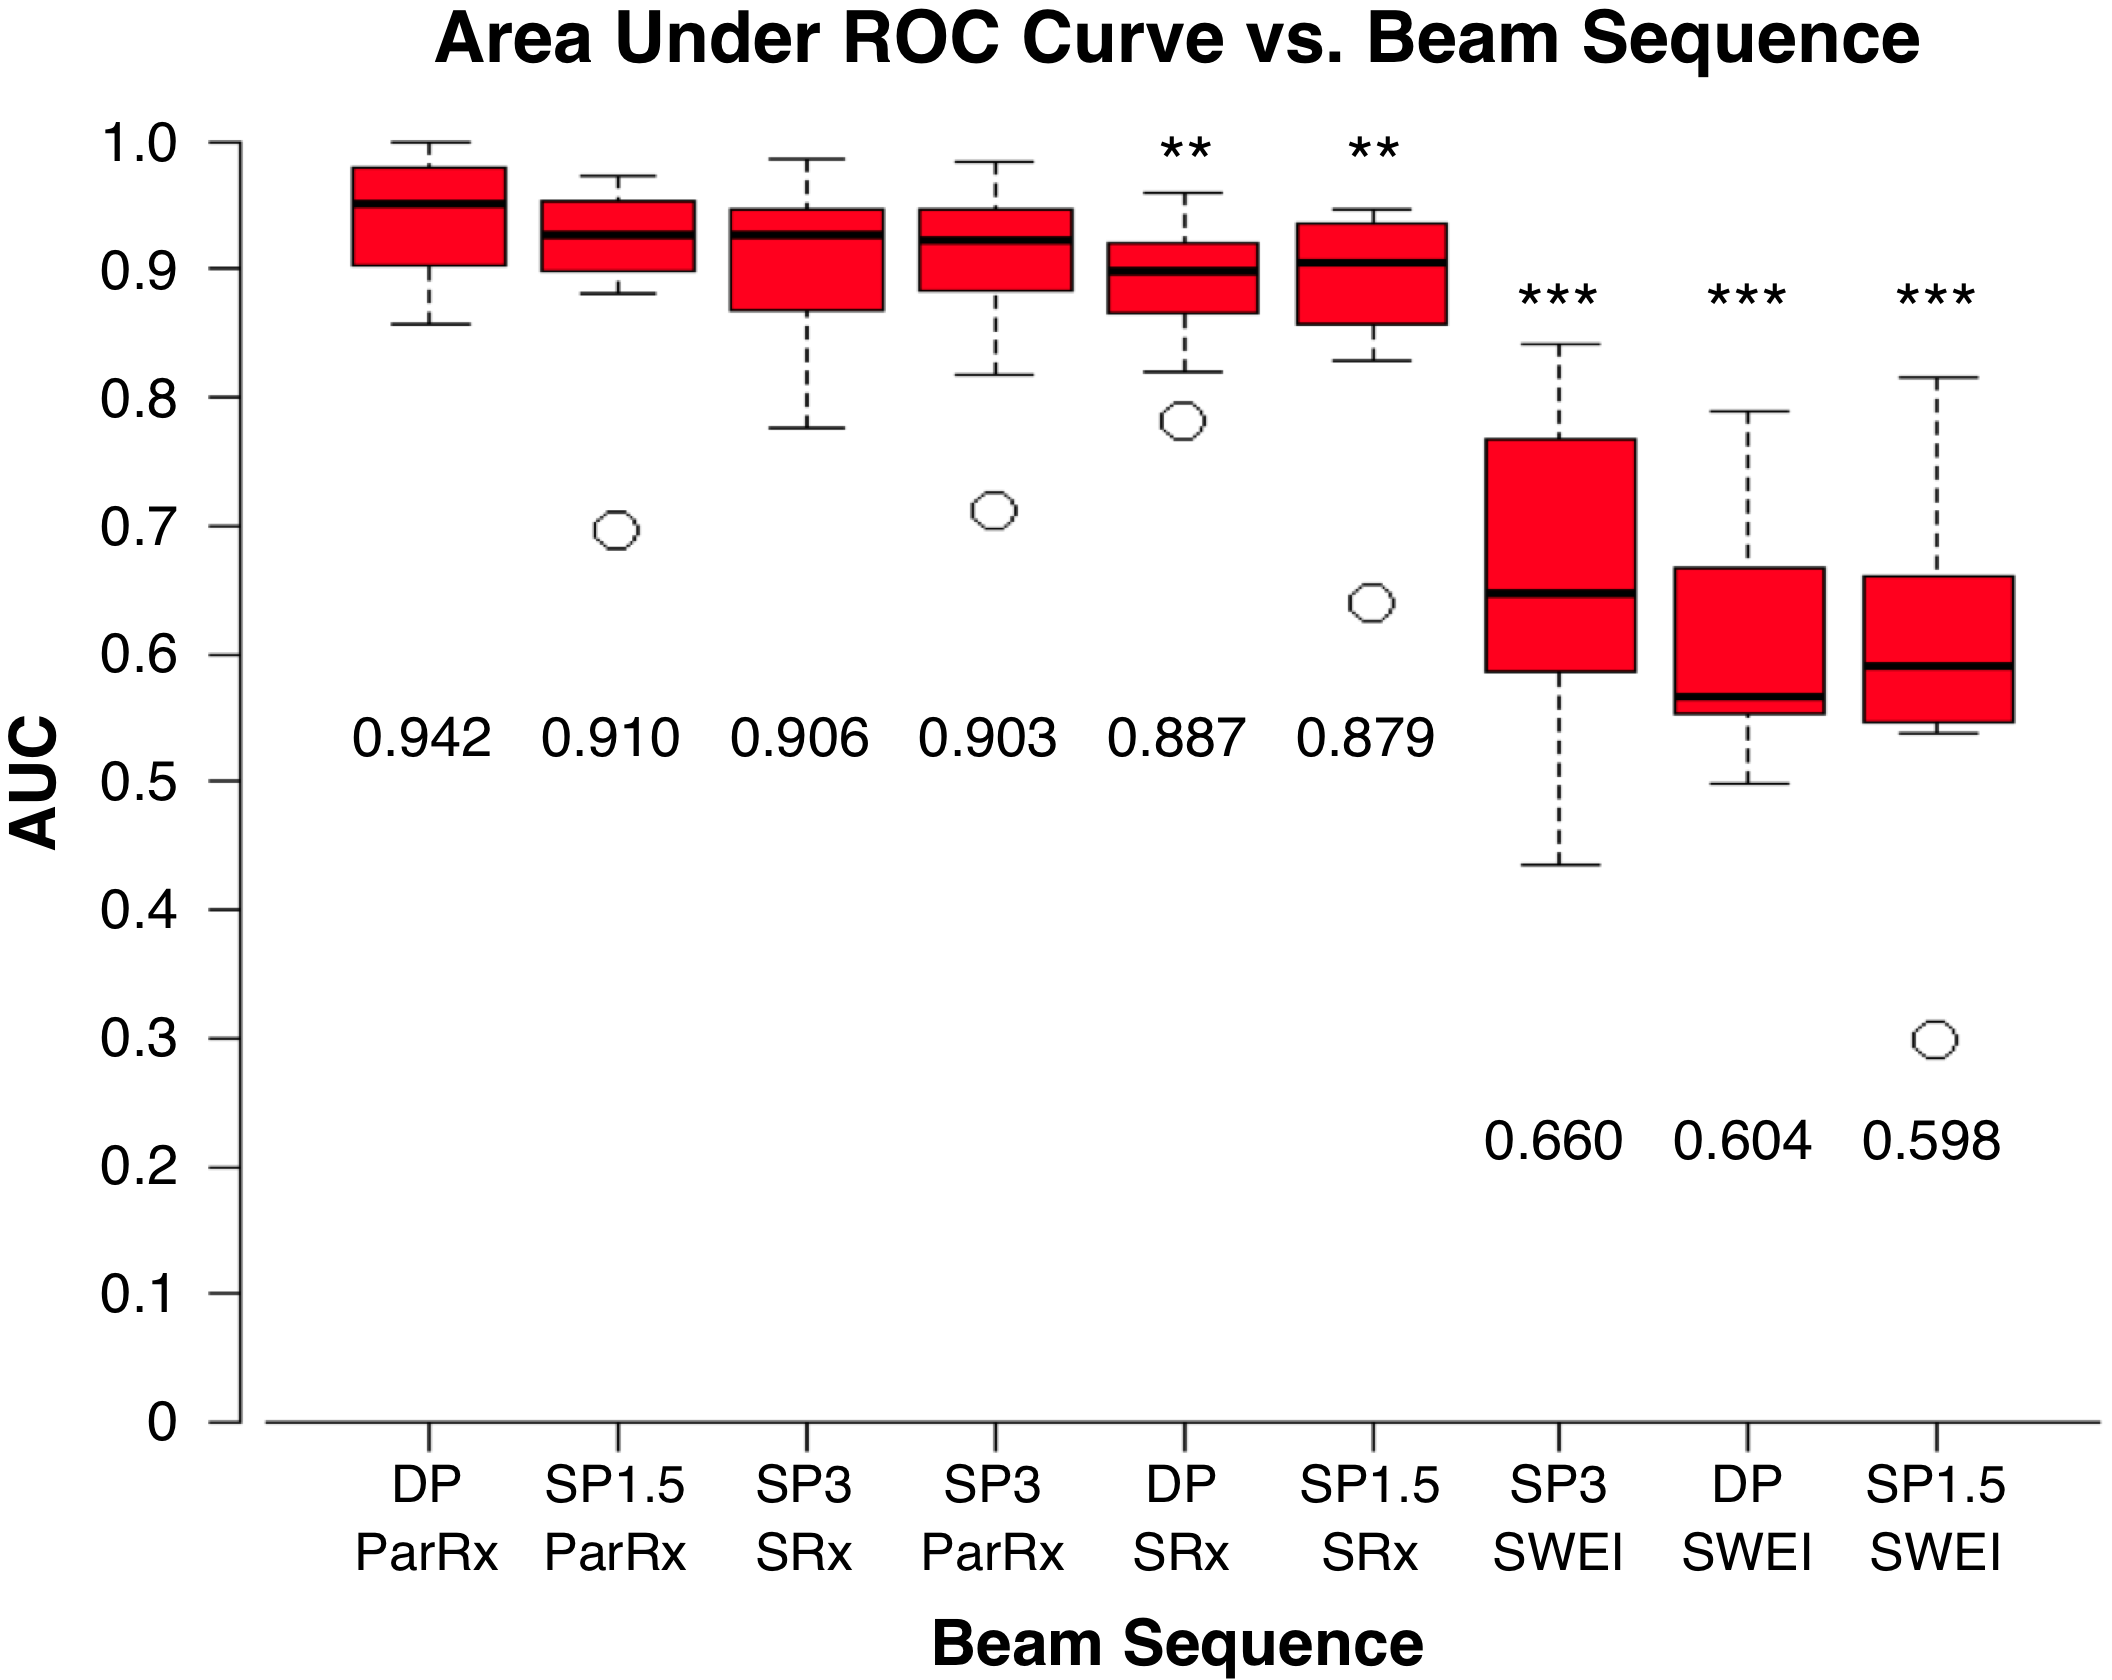 Area Under ROC Curve vs. Beam Sequence
1.0
** **
0.9
*** *** ***
0.8
0.7
0.6
0.942 0.910 0.906 0.903 0.887 0.879
AUC
0.5
0.4
0.3
0.660 0.604 0.598
0.2
0.1
0
DP SP1.5 SP3 SP3 DP SP1.5 SP3 DP SP1.5
ParRx ParRx SRx ParRx SRx SRx SWEI SWEI SWEI
Beam Sequence